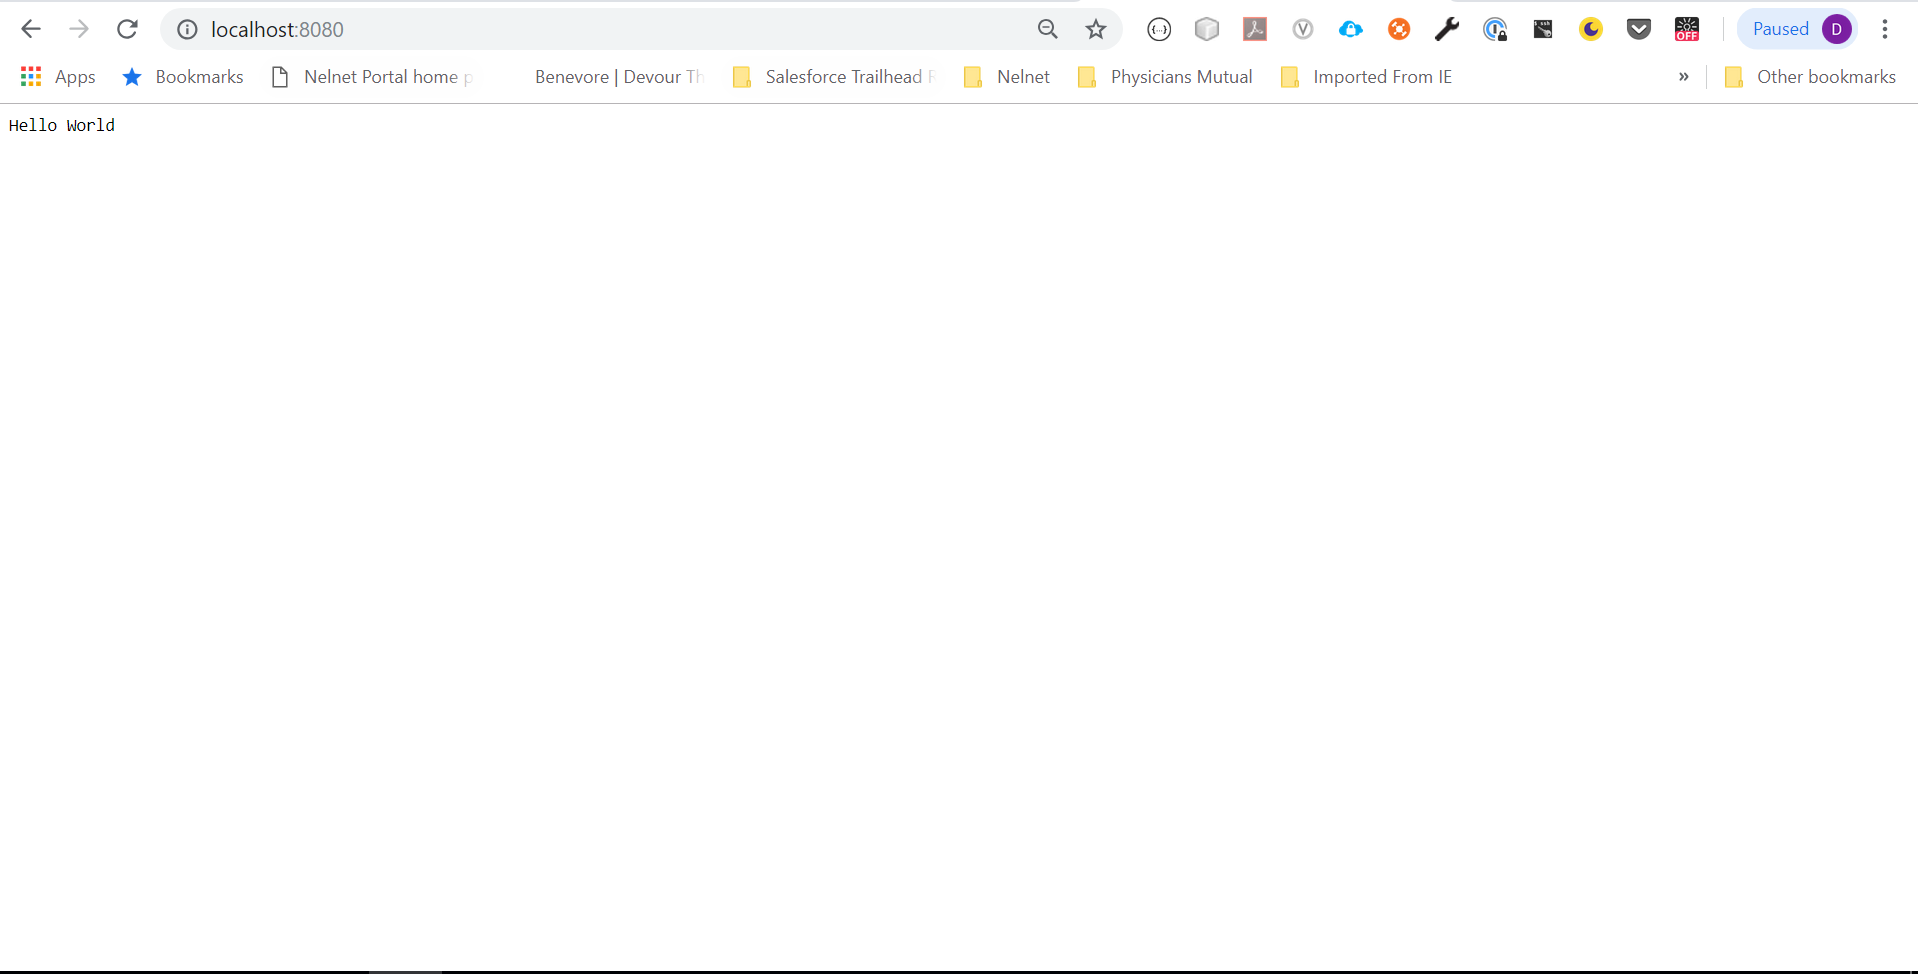 localhost:8080
{...} V $ ssh OFF Paused D
Apps Bookmarks Nelnet Portal home p Benevore | Devour Th Salesforce Trailhead Nelnet Physicians Mutual Imported From IE » Other bookmarks
Hello World